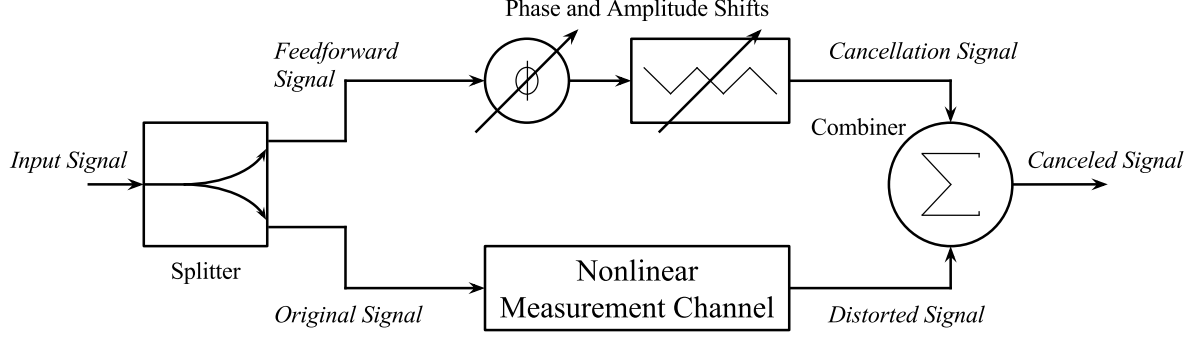 Phase and Amplitude Shifts
Feedforward
Signal
ϕ
Cancellation Signal
Combiner
Input Signal
Σ
Canceled Signal
Splitter
Nonlinear
Measurement Channel
Original Signal
Distorted Signal